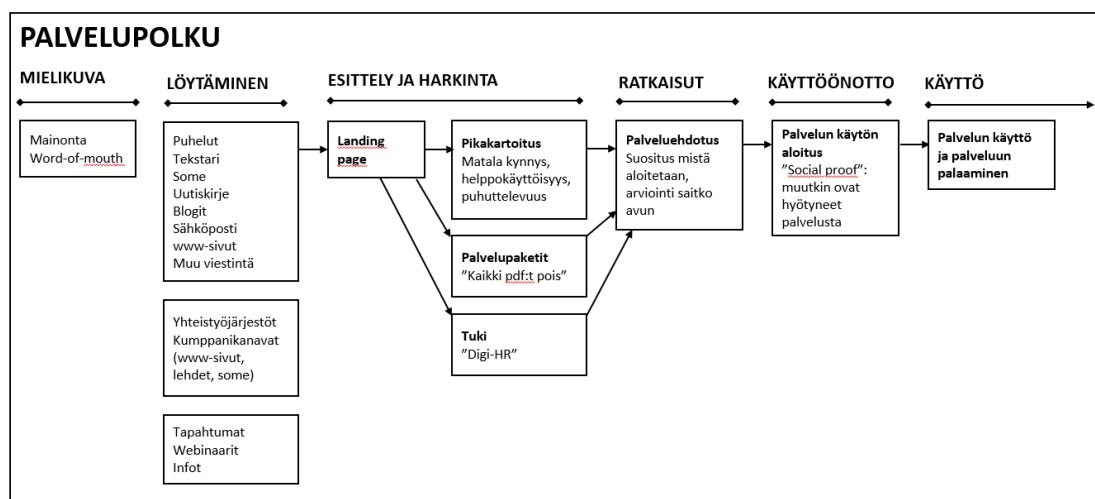 PALVELUPOLKU
MIELIKUVA
Mainonta
Word-of-mouth
LÖYTÄMINEN
Puhelut
Tekstari
Some
Uutiskirje
Blogit
Sähköposti
www-sivut
Muu viestintä
Yhteistyöjärjestöt
Kumppanikanavat
(www-sivut,
lehdet, some)
Tapahtumat
Webinaarit
Infot
ESITTELY JA HARKINTA
Landing
page
Pikakartoitus
Matala kynnys,
helppokäyttöisyys,
puhuttelevuus
Palvelupaketit
”Kaikki pdf:t pois”
Tuki
”Digi-HR”
RATKAISUT
Palveluehdotus
Suositus mistä
aloitetaan,
arviointi saitko
avun
KÄYTTÖÖNOTTO
Palvelun käytön
aloitus
”Social proof”:
muutkin ovat
hyötyneet
palvelusta
KÄYTTÖ
Palvelun käyttö
ja palveluun
palaaminen